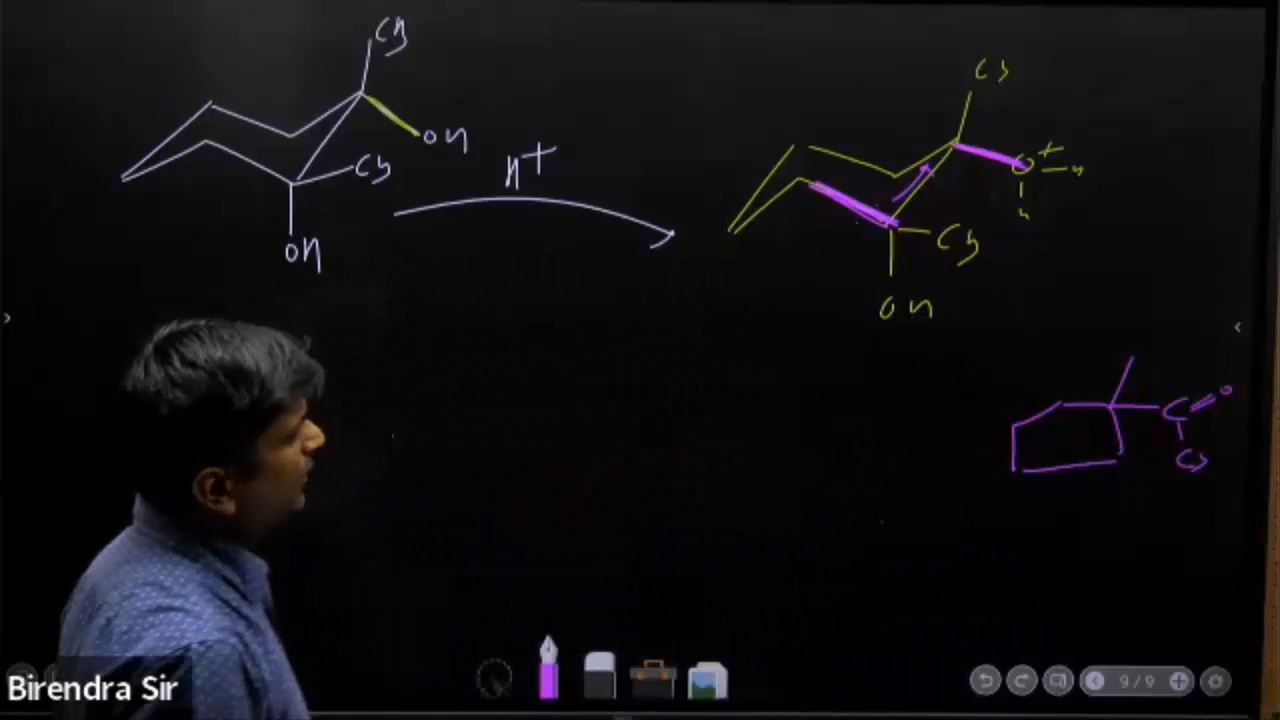 CH3
OH
CH3
H+
OH
CH3
O+
H
H
CH3
OH
C=O
CH3
Birendra Sir
9/9